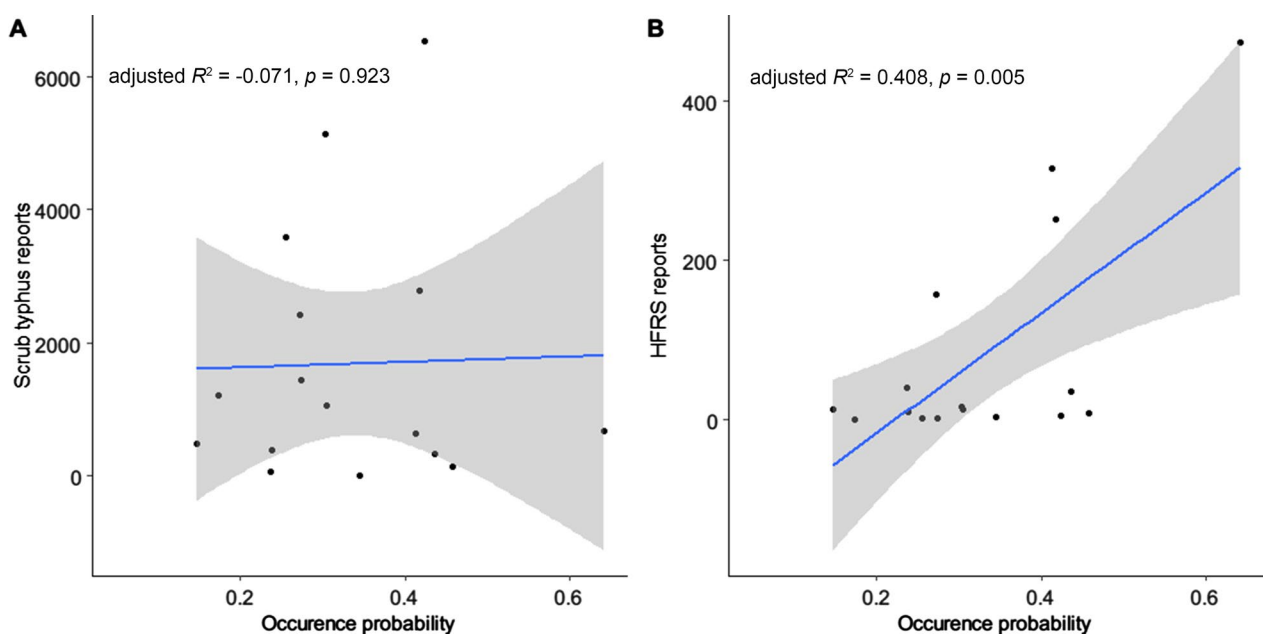 A
adjusted R² = -0.071, p = 0.923
Scrub typhus reports
6000
4000
2000
0
0.2 0.4 0.6
Occurence probability
B
adjusted R² = 0.408, p = 0.005
HFRS reports
400
200
0
0.2 0.4 0.6
Occurence probability